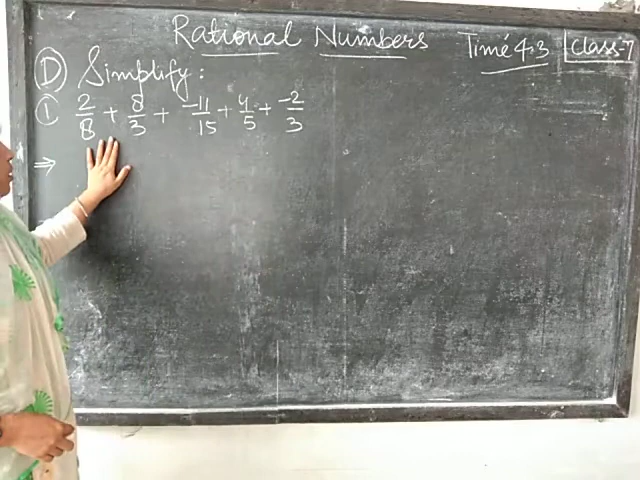 Rational Numbers Time 4.3 Class-7
D Simplify:
① 2/8 + 8/3 + -11/15 + 4/5 + -2/3
⇒